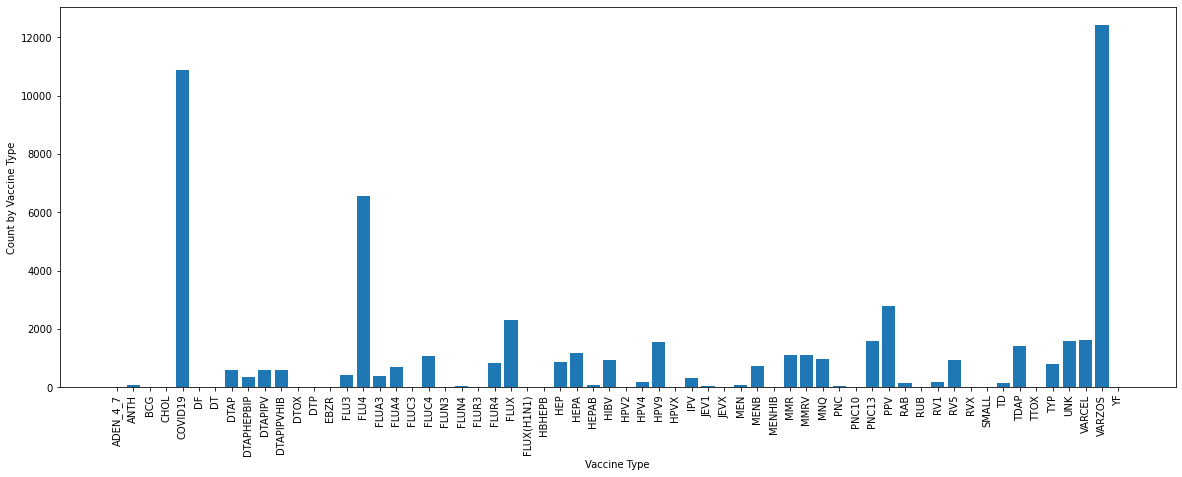 12000
10000
8000
6000
4000
2000
0
Count by Vaccine Type
ADEN_4_7
ANTH
BCG
CHOL
COVID19
DF
DT
DTAP
DTAPHEPBIP
DTAPIPV
DTAPIPVHIB
DTOX
DTP
EBZR
FLU3
FLU4
FLUA3
FLUA4
FLUC3
FLUC4
FLUN3
FLUN4
FLUR3
FLUR4
FLUX
FLUX(H1N1)
HBHEPB
HEP
HEPA
HEPAB
HIBV
HPV2
HPV4
HPV9
HPVX
IPV
JEV1
JEVX
MEN
MENB
MENHIB
MMR
MMRV
MNQ
PNC
PNC10
PNC13
PPV
RAB
RUB
RV1
RV5
RVX
SMALL
TD
TDAP
TTOX
TYP
UNK
VARCEL
VARZOS
YF
Vaccine Type